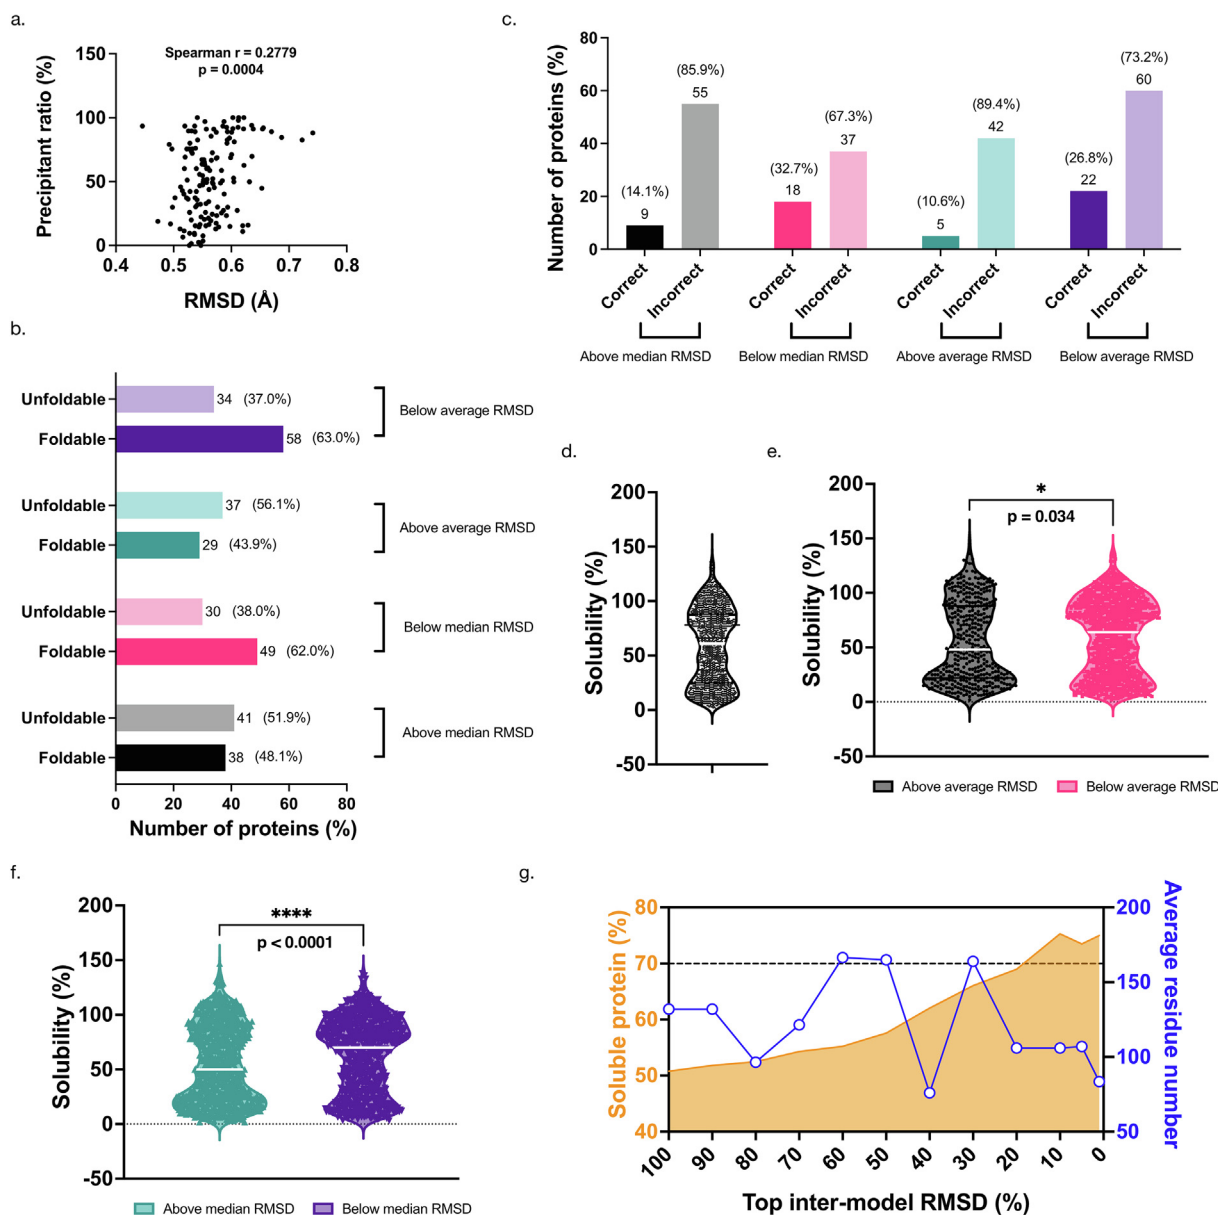 a.
Spearman r = 0.2779
p = 0.0004
Precipitant ratio (%)
150
100
50
0
0.4 0.5 0.6 0.7 0.8
RMSD (Å)
b.
Unfoldable 34 (37.0%)
Foldable 58 (63.0%)
Below average RMSD
Unfoldable 37 (56.1%)
Foldable 29 (43.9%)
Above average RMSD
Unfoldable 30 (38.0%)
Foldable 49 (62.0%)
Below median RMSD
Unfoldable 41 (51.9%)
Foldable 38 (48.1%)
Above median RMSD
0 20 40 60 80
Number of proteins (%)
c.
Number of proteins (%)
80
60
40
20
0
(14.1%)
9
(85.9%)
55
(32.7%)
18
(67.3%)
37
(10.6%)
5
(89.4%)
42
(26.8%)
22
(73.2%)
60
Correct Incorrect Correct Incorrect Correct Incorrect Correct Incorrect
Above median RMSD Below median RMSD Above average RMSD Below average RMSD
d.
Solubility (%)
200
150
100
50
0
-50
e.
Solubility (%)
200
150
100
50
0
-50
*
p = 0.034
Above average RMSD Below average RMSD
f.
Solubility (%)
200
150
100
50
0
-50
****
p < 0.0001
Above median RMSD Below median RMSD
g.
Soluble protein (%)
80
70
60
50
40
Average residue number
200
150
100
50
100 90 80 70 60 50 40 30 20 10 0
Top inter-model RMSD (%)